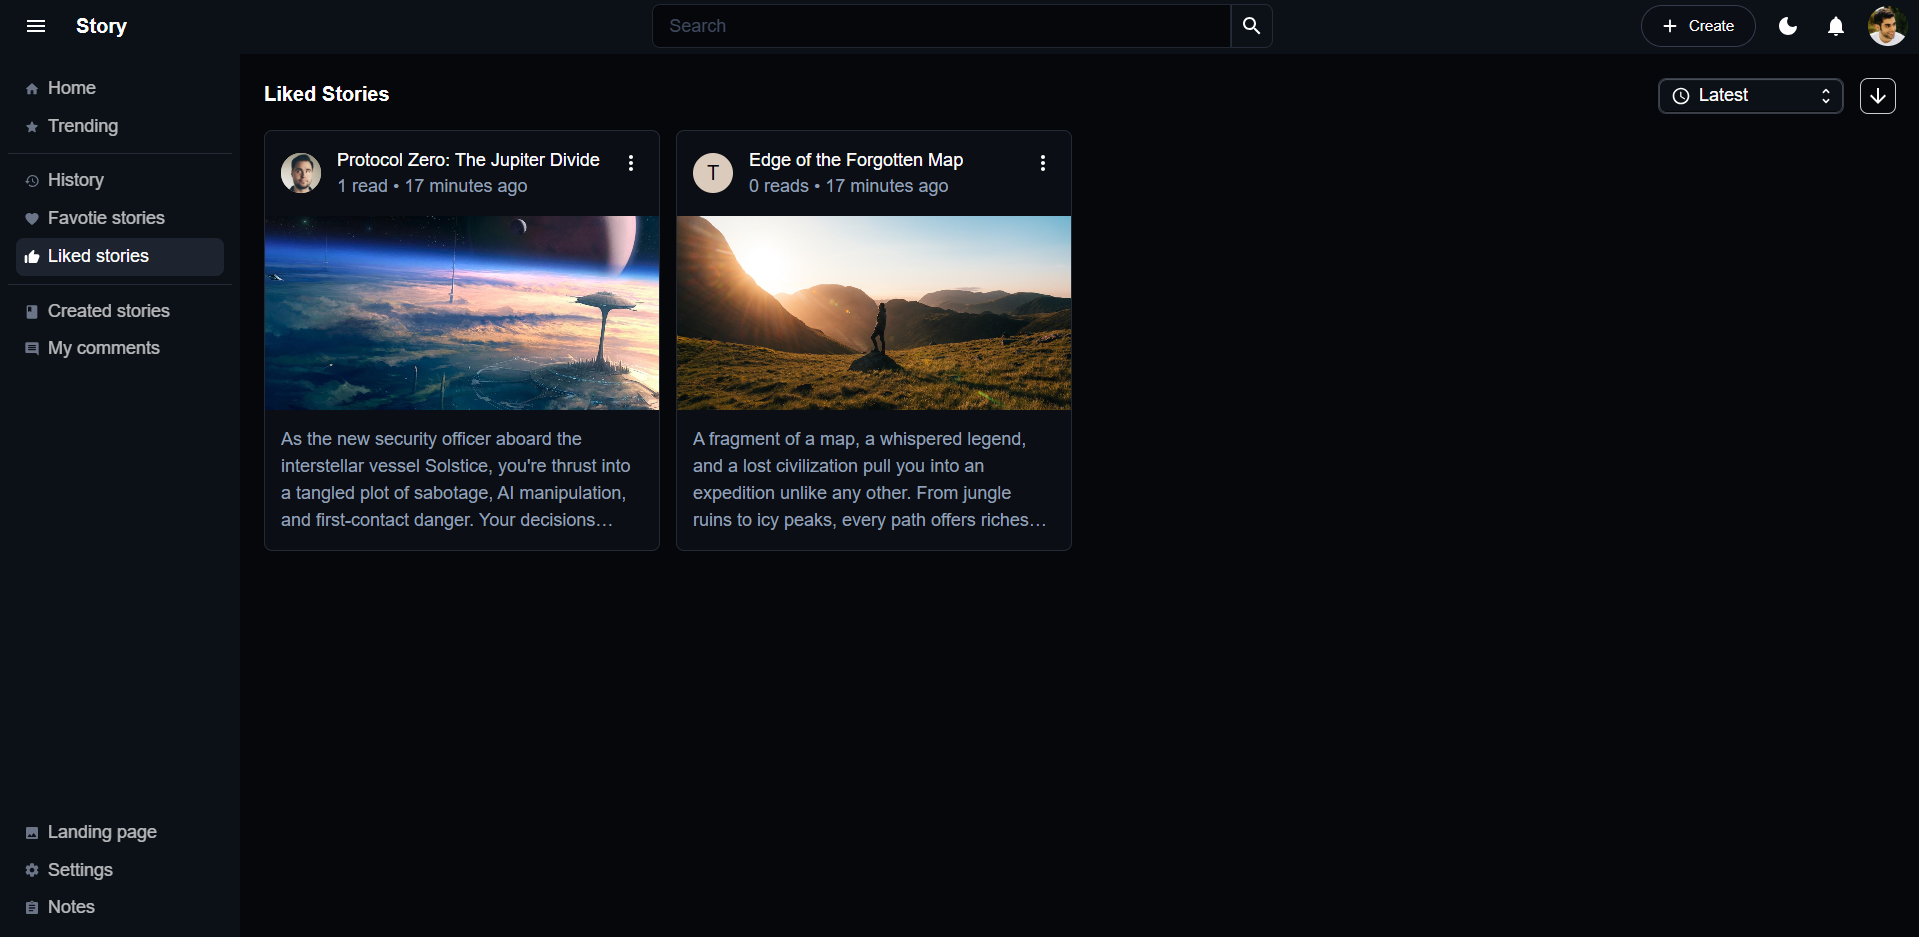 Story
Search
Create
Home
Trending
History
Favotie stories
Liked stories
Created stories
My comments
Landing page
Settings
Notes
Liked Stories
Latest
Protocol Zero: The Jupiter Divide
1 read • 17 minutes ago
As the new security officer aboard the
interstellar vessel Solstice, you're thrust into
a tangled plot of sabotage, AI manipulation,
and first-contact danger. Your decisions…
T
Edge of the Forgotten Map
0 reads • 17 minutes ago
A fragment of a map, a whispered legend,
and a lost civilization pull you into an
expedition unlike any other. From jungle
ruins to icy peaks, every path offers riches…